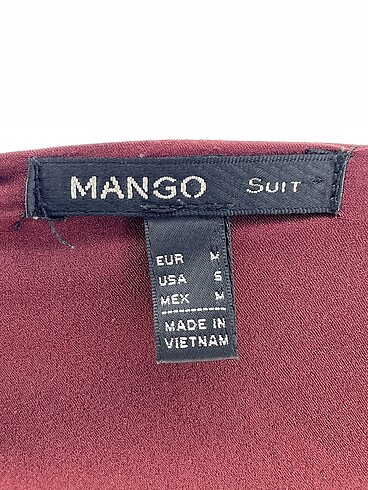 MANGO SUIT
EUR M
USA S
MEX M
MADE IN
VIETNAM